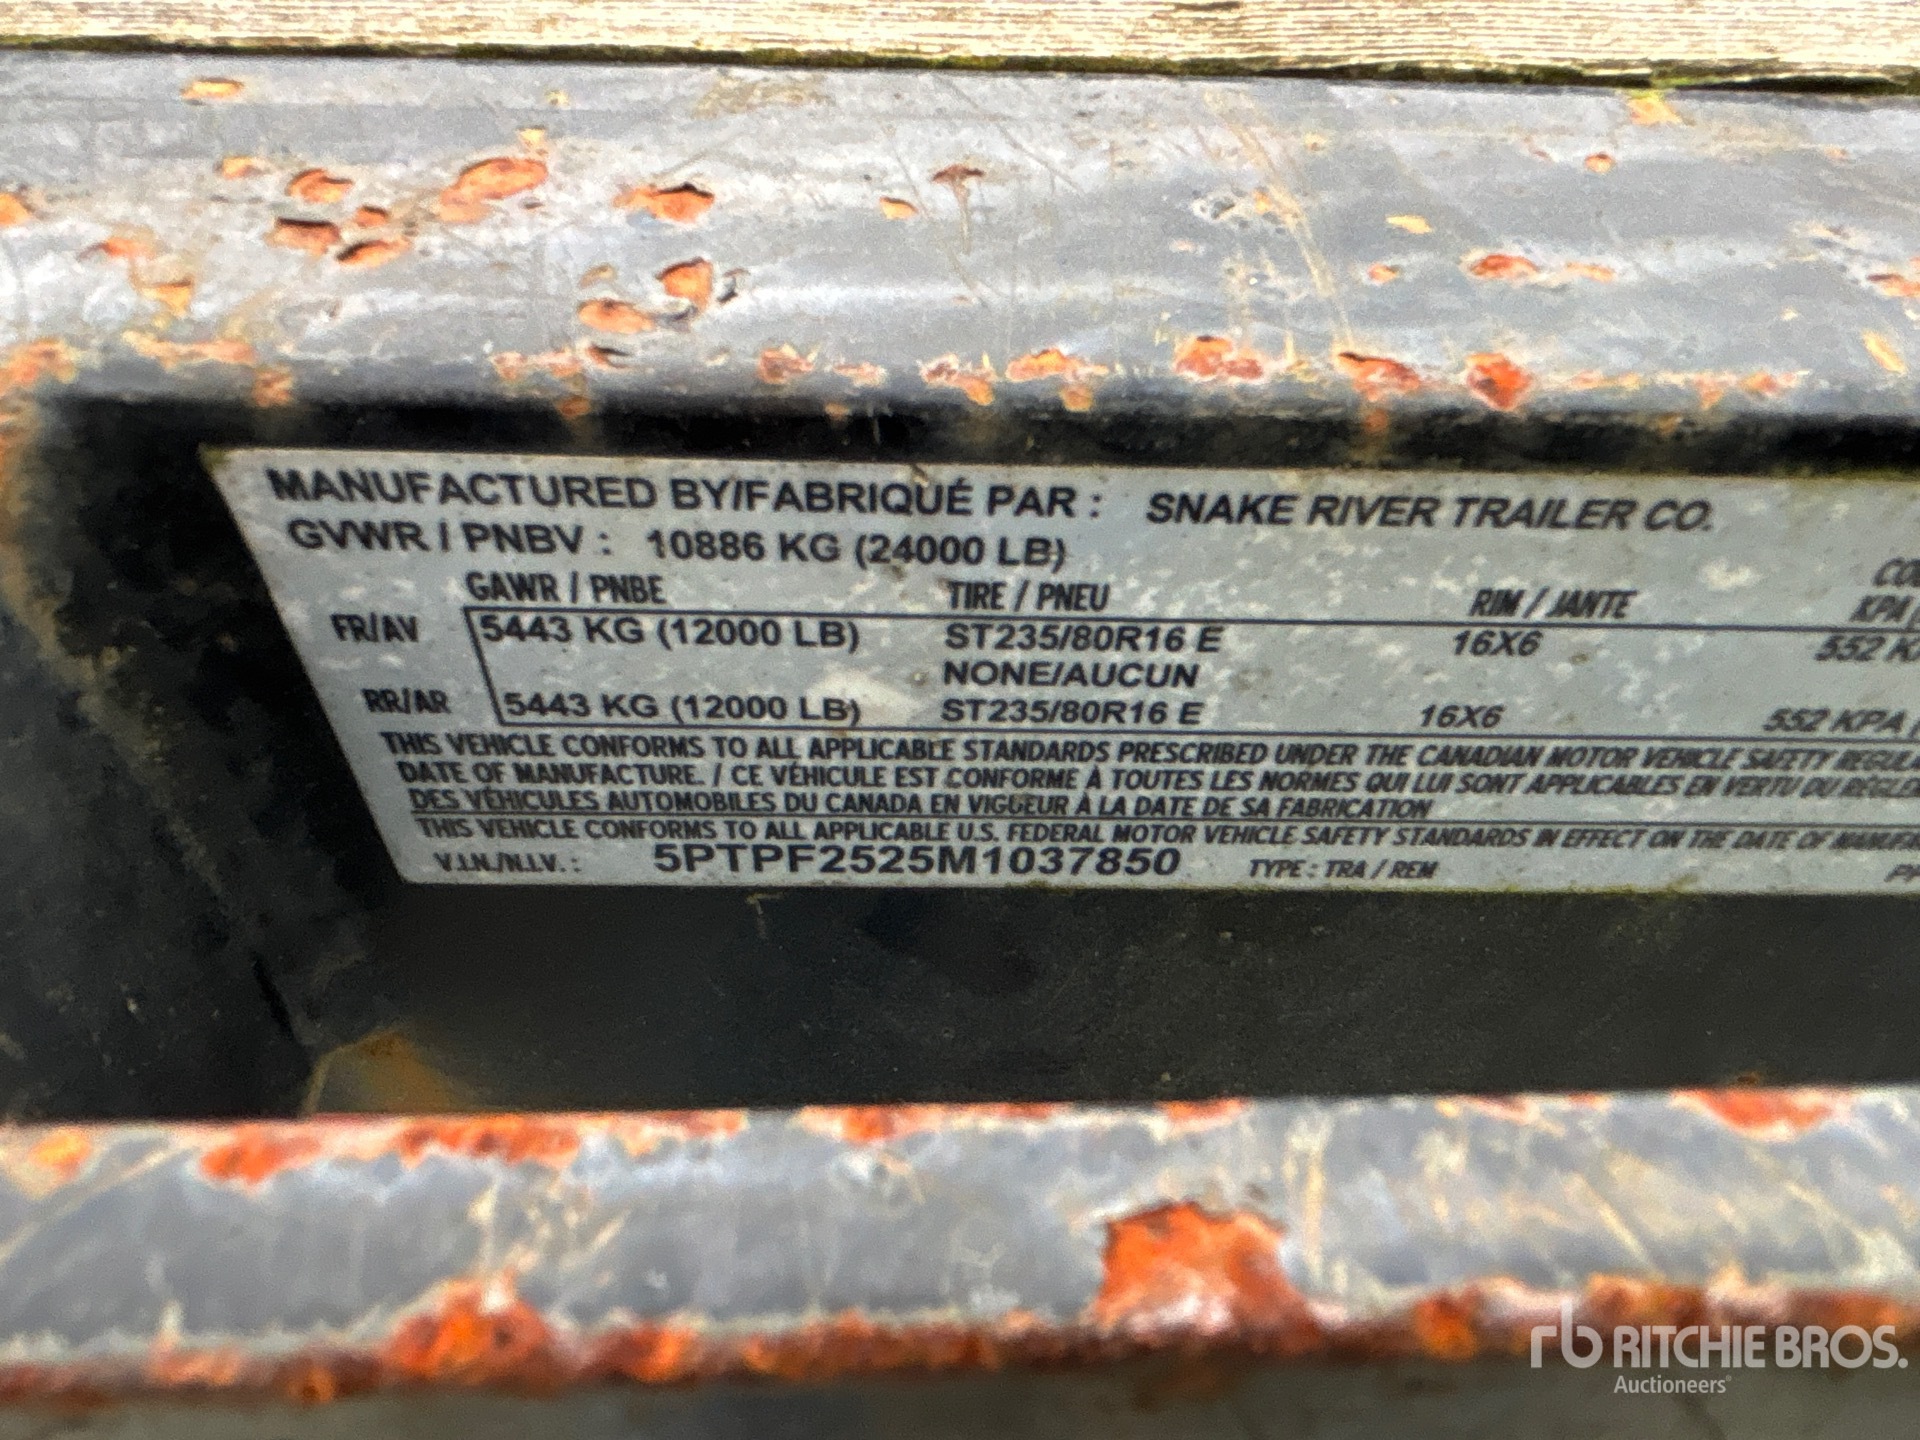 MANUFACTURED BY/FABRIQUÉ PAR : SNAKE RIVER TRAILER CO.
GVWR / PNBV : 10886 KG (24000 LB)
GAWR / PNBE TIRE / PNEU RIM / JANTE KPA
FR/AV 5443 KG (12000 LB) ST235/80R16 E 16X6 552
NONE/AUCUN
RR/AR 5443 KG (12000 LB) ST235/80R16 E 16X6 552 KPA
THIS VEHICLE CONFORMS TO ALL APPLICABLE STANDARDS PRESCRIBED UNDER THE CANADIAN MOTOR VEHICLE SAFETY
DATE OF MANUFACTURE. / CE VÉHICULE EST CONFORME À TOUTES LES NORMES QUI LUI SONT APPLICABLES EN VERTU DU
DES VÉHICULES AUTOMOBILES DU CANADA EN VIGUEUR À LA DATE DE SA FABRICATION
THIS VEHICLE CONFORMS TO ALL APPLICABLE U.S. FEDERAL MOTOR VEHICLE SAFETY STANDARDS IN EFFECT ON THE DATE OF
V.I.N./N.I.V. : 5PTPF2525M1037850 TYPE : TRA / REM
rb RITCHIE BROS.
Auctioneers